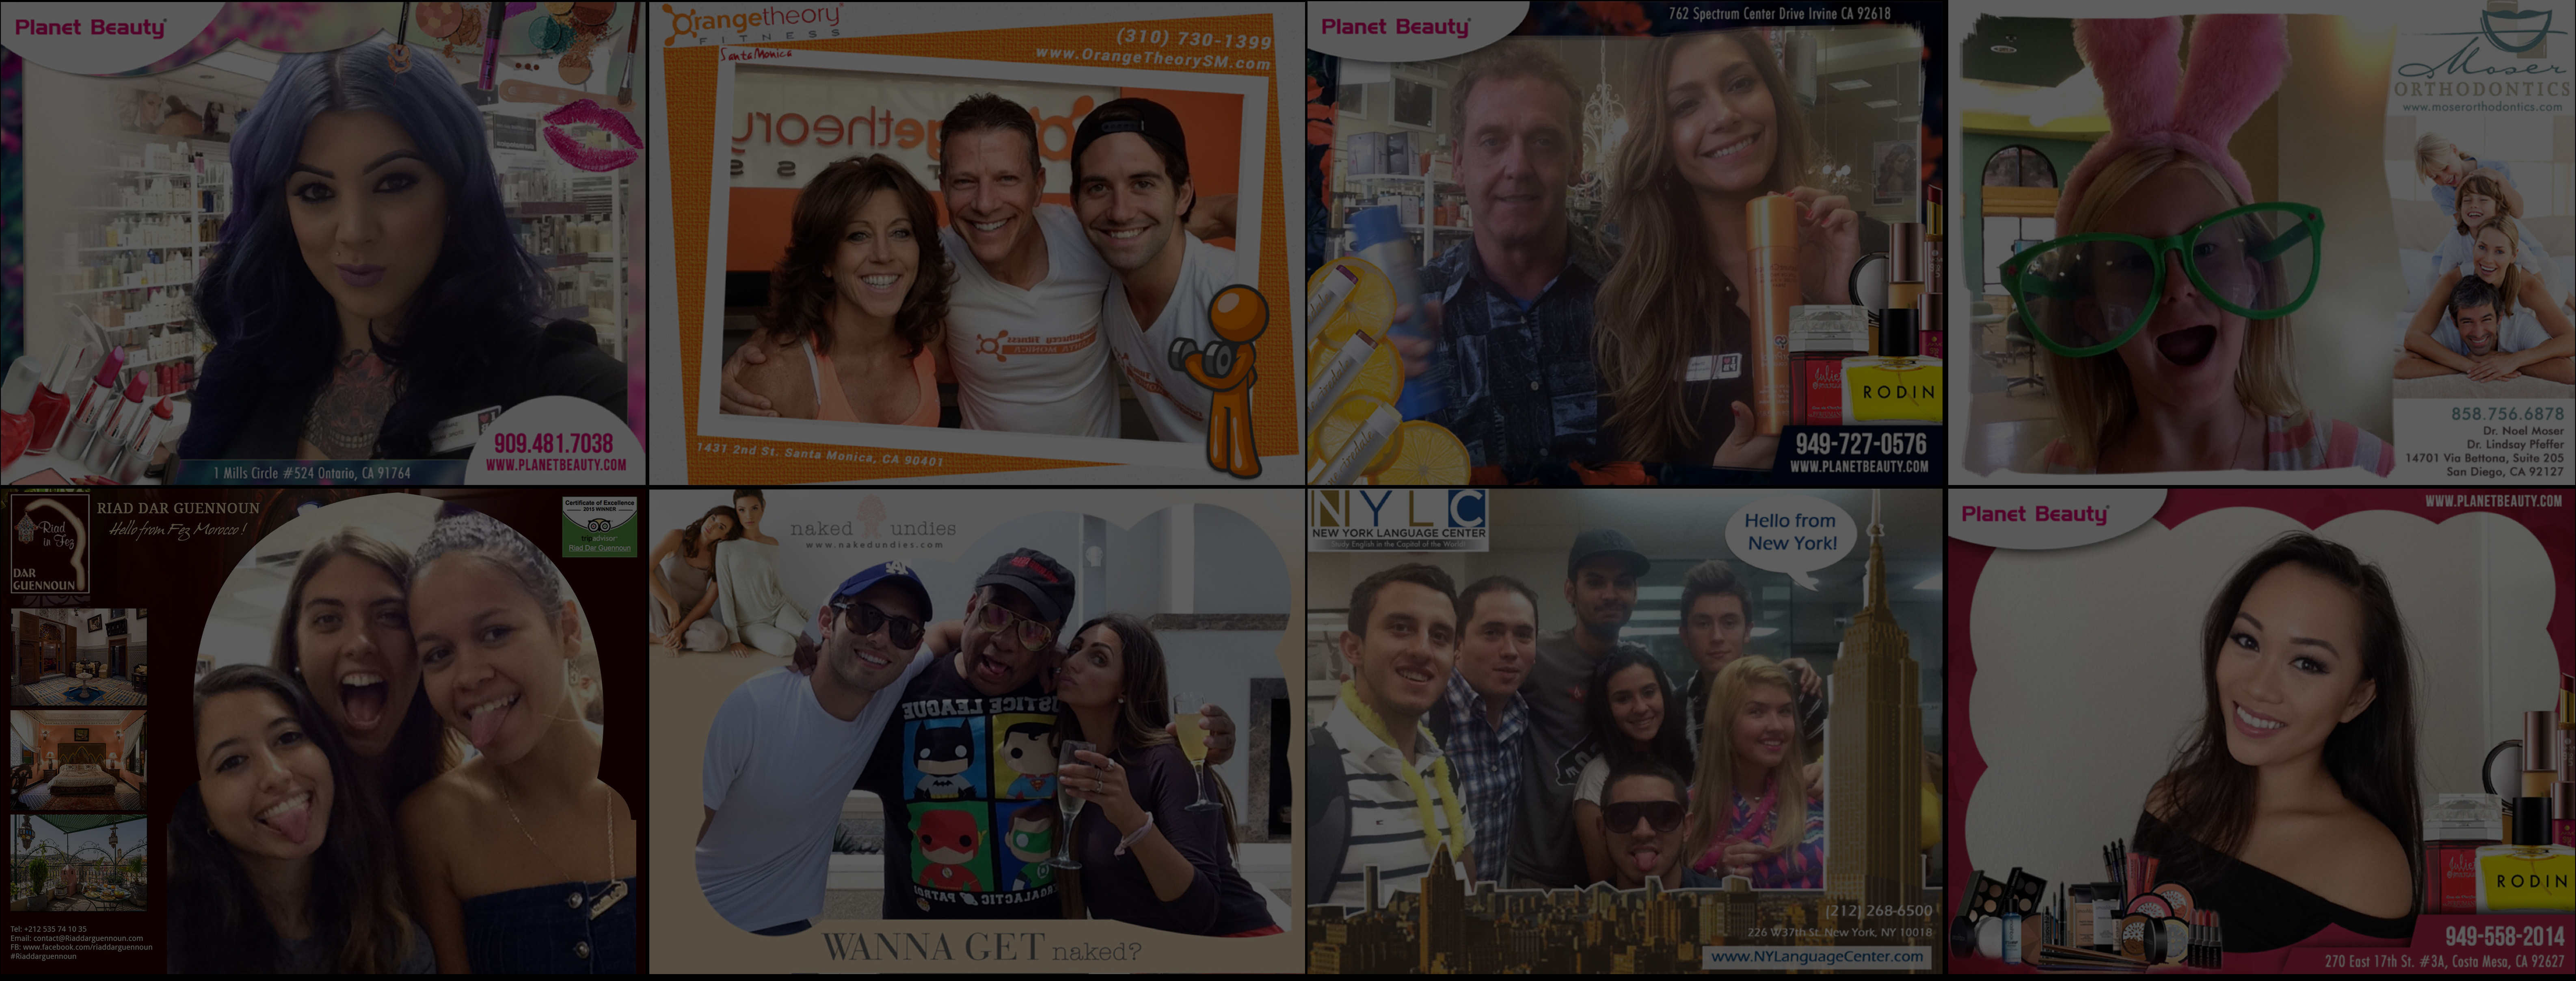 Planet Beauty
909.481.7038
WWW.PLANETBEAUTY.COM
1 Mills Circle #524 Ontario, CA 91764
Orangetheory
FITNESS
Santa Monica
(310) 730-1399
www.OrangeTheorySM.com
orangetheory
1431 2nd St. Santa Monica, CA 90401
762 Spectrum Center Drive Irvine CA 92618
Planet Beauty
RODIN
949-727-0576
WWW.PLANETBEAUTY.COM
Moser
ORTHODONTICS
www.moserorthodontics.com
858.756.6878
Dr. Noel Moser
Dr. Lindsay Pfeffer
14701 Via Bettona, Suite 205
San Diego, CA 92127
Riad
in Fez
DAR
GUENNOUN
RIAD DAR GUENNOUN
Hello from Fez Morocco !
Certificate of Excellence
2015 WINNER
tripadvisor
Riad Dar Guennoun
Tel: +212 535 74 10 35
Email: contact@Riaddarguennoun.com
FB: www.facebook.com/riaddarguennoun
#Riaddarguennoun
naked undies
www.nakedundies.com
JUSTICE LEAGUE
WANNA GET naked?
NYLC
NEW YORK LANGUAGE CENTER
Study English in the Capital of the World!
Hello from
New York!
(212) 268-6500
226 W37th St. New York, NY 10018
www.NYLanguageCenter.com
WWW.PLANETBEAUTY.COM
Planet Beauty
RODIN
949-558-2014
270 East 17th St. #3A, Costa Mesa, CA 92627